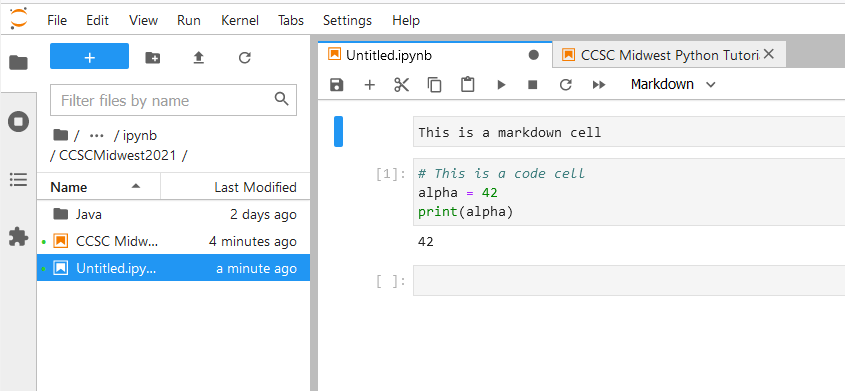 File Edit View Run Kernel Tabs Settings Help
Filter files by name
/ ··· / ipynb
/ CCSCMidwest2021 /
Name Last Modified
Java 2 days ago
CCSC Midw... 4 minutes ago
Untitled.ipy... a minute ago
Untitled.ipynb CCSC Midwest Python Tutori
Markdown
This is a markdown cell
[1]: # This is a code cell
alpha = 42
print(alpha)
42
[ ]: